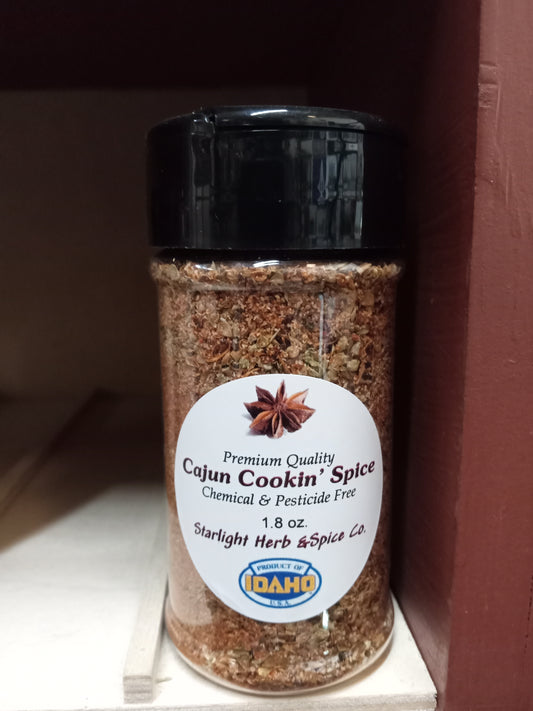 Premium Quality
Cajun Cookin' Spice
Chemical & Pesticide Free
1.8 oz.
Starlight Herb &Spice Co.
PRODUCT OF
IDAHO
U.S.A.